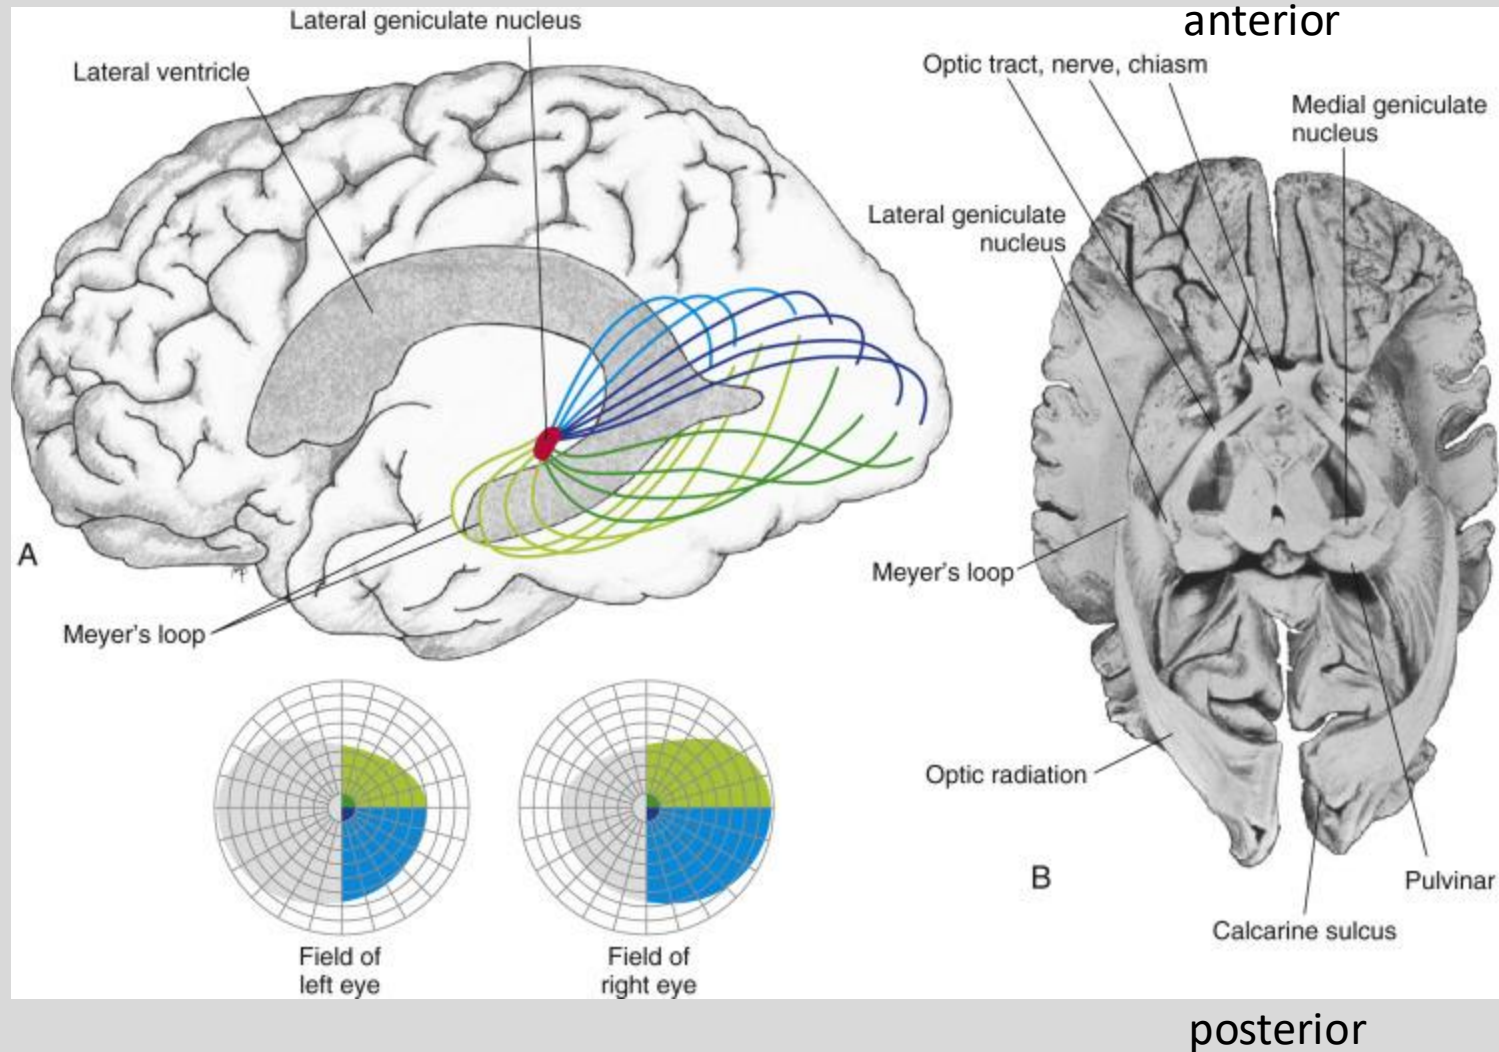 anterior
Lateral geniculate nucleus
Lateral ventricle
A
Meyer's loop
Field of
left eye
Field of
right eye
Optic tract, nerve, chiasm
Medial geniculate
nucleus
Lateral geniculate
nucleus
Meyer's loop
Optic radiation
B
Pulvinar
Calcarine sulcus
posterior